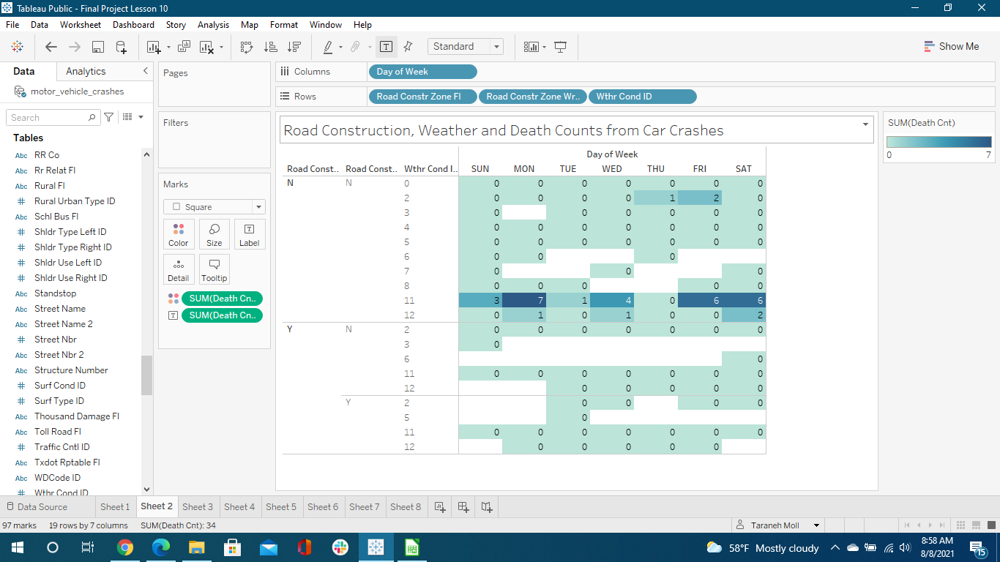 Tableau Public - Final Project Lesson 10
File Data Worksheet Dashboard Story Analysis Map Format Window Help
Standard Show Me
Data Analytics
motor_vehicle_crashes
Search
Tables
Abc RR Co
Abc Rr Relat Fl
Abc Rural Fl
# Rural Urban Type ID
Abc Schl Bus Fl
# Shldr Type Left ID
# Shldr Type Right ID
# Shldr Use Left ID
# Shldr Use Right ID
Abc Standstop
Abc Street Name
Abc Street Name 2
# Street Nbr
Abc Street Nbr 2
Abc Structure Number
# Surf Cond ID
# Surf Type ID
Abc Thousand Damage Fl
Abc Toll Road Fl
# Traffic Cntl ID
Abc Txdot Rptable Fl
Abc WDCode ID
# Wthr Cond ID
Pages
Filters
Marks
Square
Color Size Label
Detail Tooltip
SUM(Death Cn..
T SUM(Death Cn..
Columns Day of Week
Rows Road Constr Zone Fl Road Constr Zone Wr.. Wthr Cond ID
Road Construction, Weather and Death Counts from Car Crashes
Day of Week
Road Const.. Road Const.. Wthr Cond I.. SUN MON TUE WED THU FRI SAT
N N 0 0 0 0 0 0 0 0
2 0 0 0 0 1 2 0
3 0 0 0 0 0 0
4 0 0 0 0 0 0 0
5 0 0 0 0 0 0 0
6 0 0 0
7 0 0 0
8 0 0 0 0 0
11 3 7 1 4 0 6 6
12 0 1 0 1 0 0 2
Y N 2 0 0 0 0 0 0 0
3 0
6 0
11 0 0 0 0 0 0 0
12 0 0 0 0 0
Y 2 0 0 0 0
5 0
11 0 0 0 0 0 0 0
12 0 0 0 0 0
SUM(Death Cnt)
0 7
Data Source Sheet 1 Sheet 2 Sheet 3 Sheet 4 Sheet 5 Sheet 6 Sheet 7 Sheet 8
97 marks 19 rows by 7 columns SUM(Death Cnt): 34 Taraneh Moll
58°F Mostly cloudy
8:58 AM
8/8/2021
15